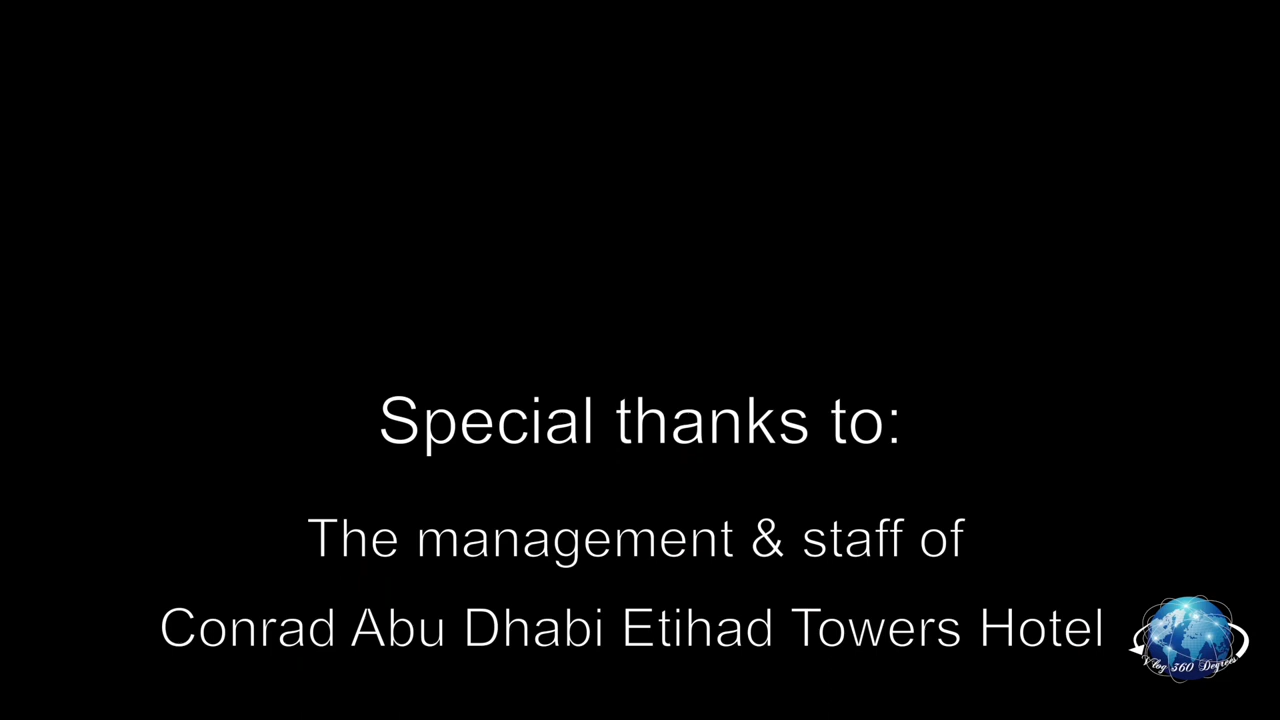 Special thanks to:
The management & staff of
Conrad Abu Dhabi Etihad Towers Hotel
Vlog 360 Degrees